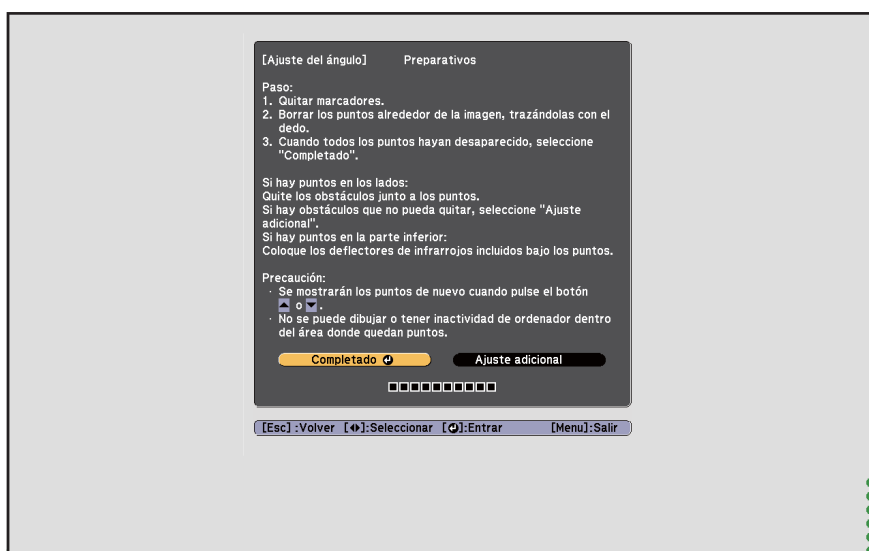 [Ajuste del ángulo] Preparativos
Paso:
1. Quitar marcadores.
2. Borrar los puntos alrededor de la imagen, trazándolas con el
dedo.
3. Cuando todos los puntos hayan desaparecido, seleccione
"Completado".
Si hay puntos en los lados:
Quite los obstáculos junto a los puntos.
Si hay obstáculos que no pueda quitar, seleccione "Ajuste
adicional".
Si hay puntos en la parte inferior:
Coloque los deflectores de infrarrojos incluidos bajo los puntos.
Precaución:
· Se mostrarán los puntos de nuevo cuando pulse el botón
▲ o ▼.
· No se puede dibujar o tener inactividad de ordenador dentro
del área donde quedan puntos.
Completado Ajuste adicional
[Esc] :Volver [◄►]:Seleccionar [↵]:Entrar [Menu]:Salir